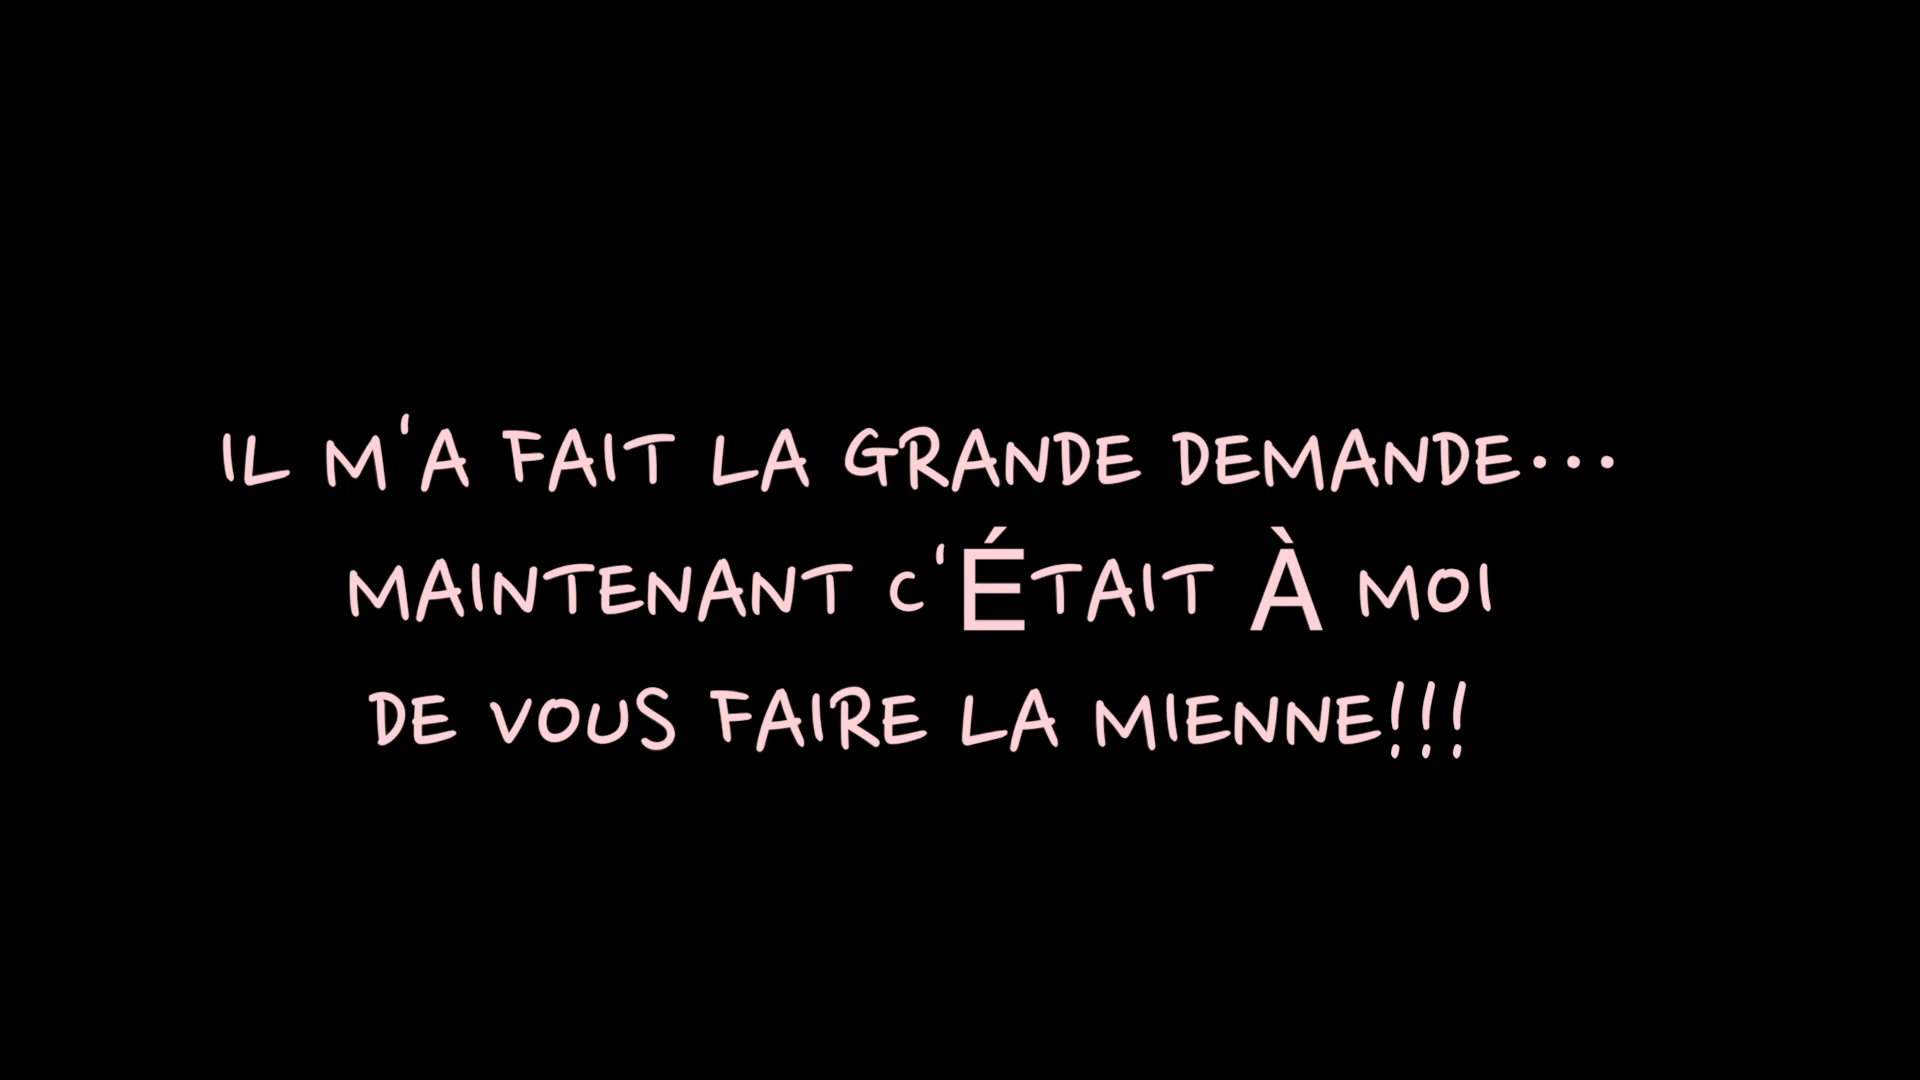 IL M'A FAIT LA GRANDE DEMANDE...
MAINTENANT C'ÉTAIT À MOI
DE VOUS FAIRE LA MIENNE!!!